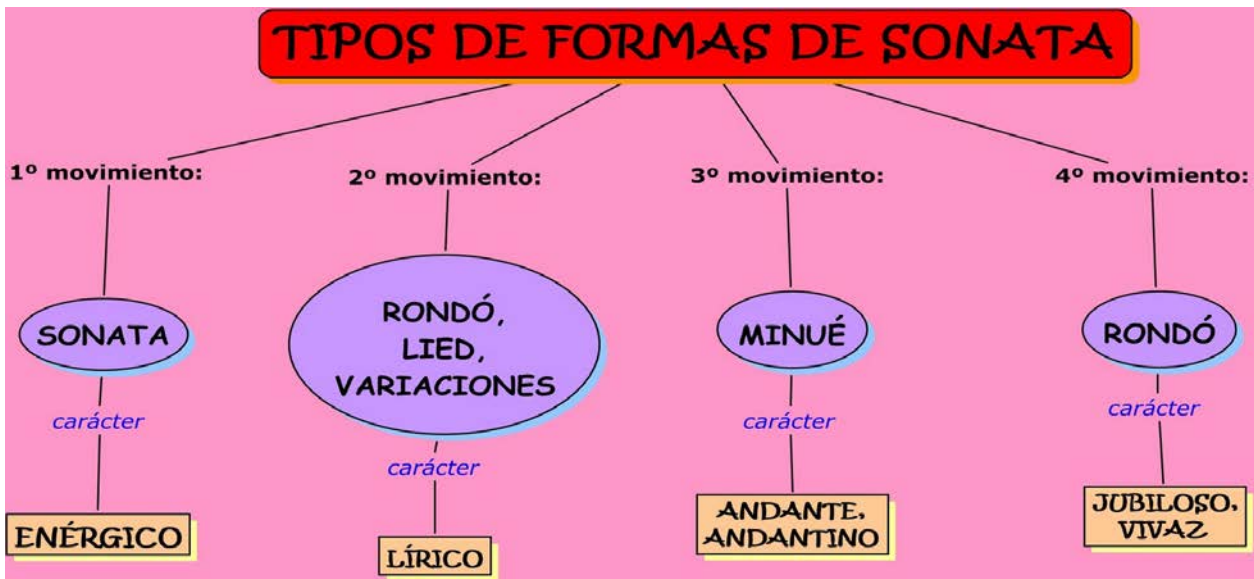 TIPOS DE FORMAS DE SONATA
1º movimiento:
2º movimiento:
3º movimiento:
4º movimiento:
SONATA
RONDÓ,
LIED,
VARIACIONES
MINUÉ
RONDÓ
carácter
carácter
carácter
carácter
ENÉRGICO
LÍRICO
ANDANTE,
ANDANTINO
JUBILOSO,
VIVAZ